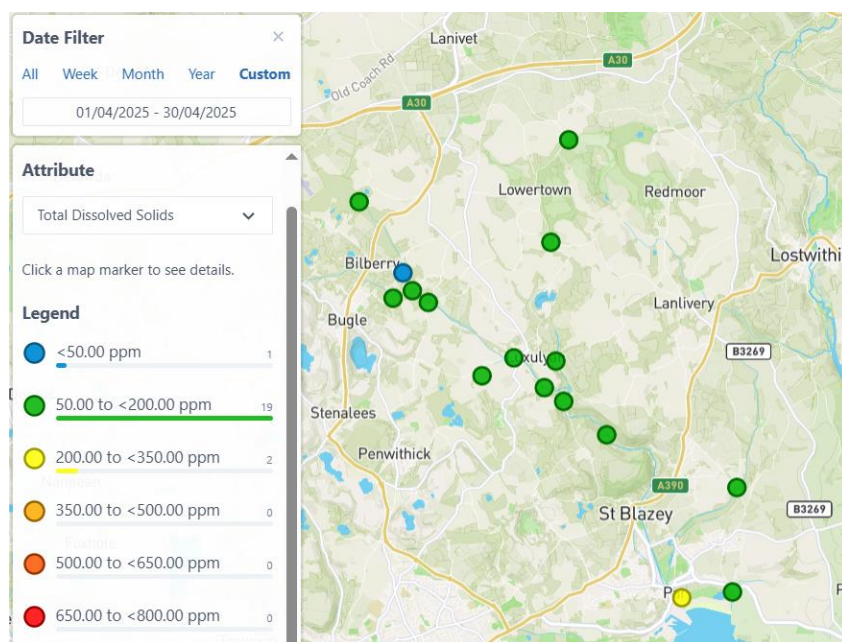 Date Filter
×
All Week Month Year Custom
01/04/2025 - 30/04/2025
Attribute
Total Dissolved Solids
Click a map marker to see details.
Legend
<50.00 ppm 1
50.00 to <200.00 ppm 19
200.00 to <350.00 ppm 2
350.00 to <500.00 ppm 0
500.00 to <650.00 ppm 0
650.00 to <800.00 ppm 0
Lanivet
Old Coach Rd
A30
A30
Lowertown
Redmoor
Bilberry
Lostwithi
Lanlivery
Bugle
B3269
Stenalees
Penwithick
A390
St Blazey
B3269